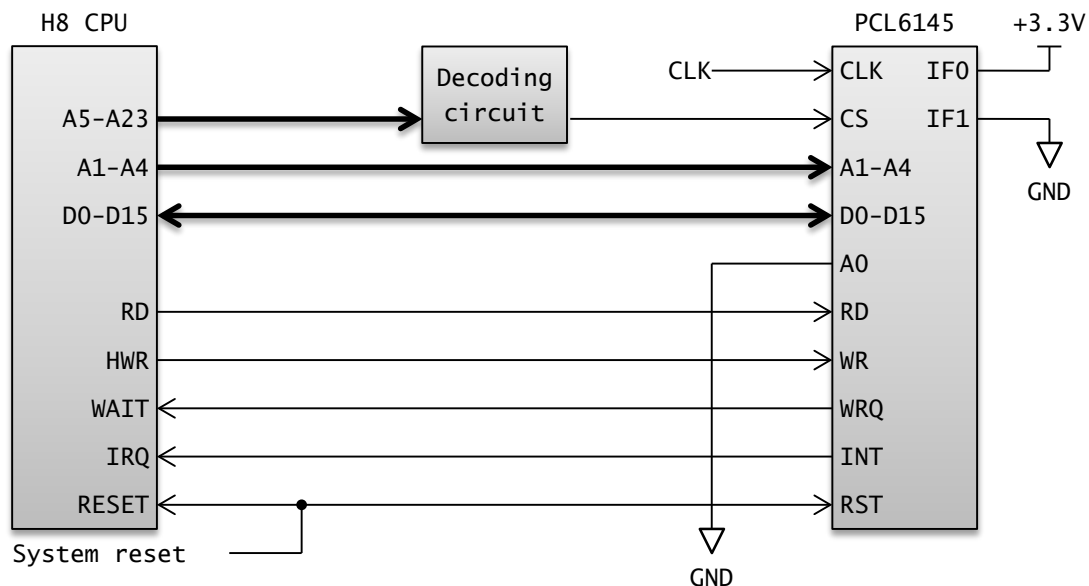 H8 CPU
PCL6145
+3.3V
A5-A23
Decoding
circuit
CLK
CLK
IF0
CS
IF1
A1-A4
A1-A4
GND
D0-D15
D0-D15
A0
RD
RD
HWR
WR
WAIT
WRQ
IRQ
INT
RESET
RST
System reset
GND